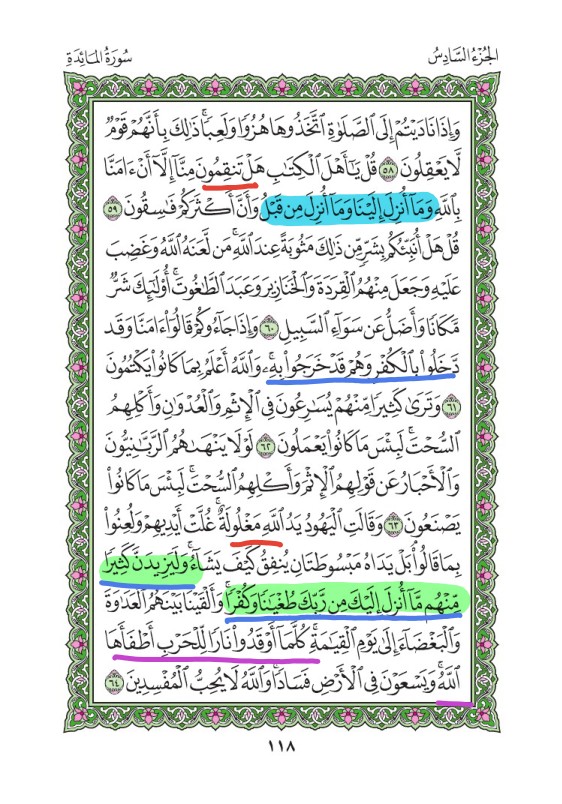 الجُزْءُ السَّادِسُ
سُورَةُ المَائِدَةِ
وَإِذَا نَادَيْتُمْ إِلَى ٱلصَّلَوٰةِ ٱتَّخَذُوهَا هُزُوًا وَلَعِبًاۚ ذَٰلِكَ بِأَنَّهُمْ قَوْمٌ
لَّا يَعْقِلُونَ ٥٨ قُلْ يَٰٓأَهْلَ ٱلْكِتَٰبِ هَلْ تَنقِمُونَ مِنَّآ إِلَّآ أَنْ ءَامَنَّا
بِٱللَّهِ وَمَآ أُنزِلَ إِلَيْنَا وَمَآ أُنزِلَ مِن قَبْلُ وَأَنَّ أَكْثَرَكُمْ فَٰسِقُونَ ٥٩
قُلْ هَلْ أُنَبِّئُكُم بِشَرٍّ مِّن ذَٰلِكَ مَثُوبَةً عِندَ ٱللَّهِۚ مَن لَّعَنَهُ ٱللَّهُ وَغَضِبَ
عَلَيْهِ وَجَعَلَ مِنْهُمُ ٱلْقِرَدَةَ وَٱلْخَنَازِيرَ وَعَبَدَ ٱلطَّٰغُوتَۚ أُو۟لَٰٓئِكَ شَرٌّ
مَّكَانًا وَأَضَلُّ عَن سَوَآءِ ٱلسَّبِيلِ ٦٠ وَإِذَا جَآءُوكُمْ قَالُوٓا۟ ءَامَنَّا وَقَد
دَّخَلُوا۟ بِٱلْكُفْرِ وَهُمْ قَدْ خَرَجُوا۟ بِهِۦۚ وَٱللَّهُ أَعْلَمُ بِمَا كَانُوا۟ يَكْتُمُونَ
٦١ وَتَرَىٰ كَثِيرًا مِّنْهُمْ يُسَٰرِعُونَ فِى ٱلْإِثْمِ وَٱلْعُدْوَٰنِ وَأَكْلِهِمُ
ٱلسُّحْتَۚ لَبِئْسَ مَا كَانُوا۟ يَعْمَلُونَ ٦٢ لَوْلَا يَنْهَىٰهُمُ ٱلرَّبَّٰنِيُّونَ
وَٱلْأَحْبَارُ عَن قَوْلِهِمُ ٱلْإِثْمَ وَأَكْلِهِمُ ٱلسُّحْتَۚ لَبِئْسَ مَا كَانُوا۟
يَصْنَعُونَ ٦٣ وَقَالَتِ ٱلْيَهُودُ يَدُ ٱللَّهِ مَغْلُولَةٌۚ غُلَّتْ أَيْدِيهِمْ وَلُعِنُوا۟
بِمَا قَالُوا۟ۘ بَلْ يَدَاهُ مَبْسُوطَتَانِ يُنفِقُ كَيْفَ يَشَآءُۚ وَلَيَزِيدَنَّ كَثِيرًا
مِّنْهُم مَّآ أُنزِلَ إِلَيْكَ مِن رَّبِّكَ طُغْيَٰنًا وَكُفْرًاۚ وَأَلْقَيْنَا بَيْنَهُمُ ٱلْعَدَٰوَةَ
وَٱلْبَغْضَآءَ إِلَىٰ يَوْمِ ٱلْقِيَٰمَةِۚ كُلَّمَآ أَوْقَدُوا۟ نَارًا لِّلْحَرْبِ أَطْفَأَهَا
ٱللَّهُۚ وَيَسْعَوْنَ فِى ٱلْأَرْضِ فَسَادًاۚ وَٱللَّهُ لَا يُحِبُّ ٱلْمُفْسِدِينَ ٦٤
١١٨